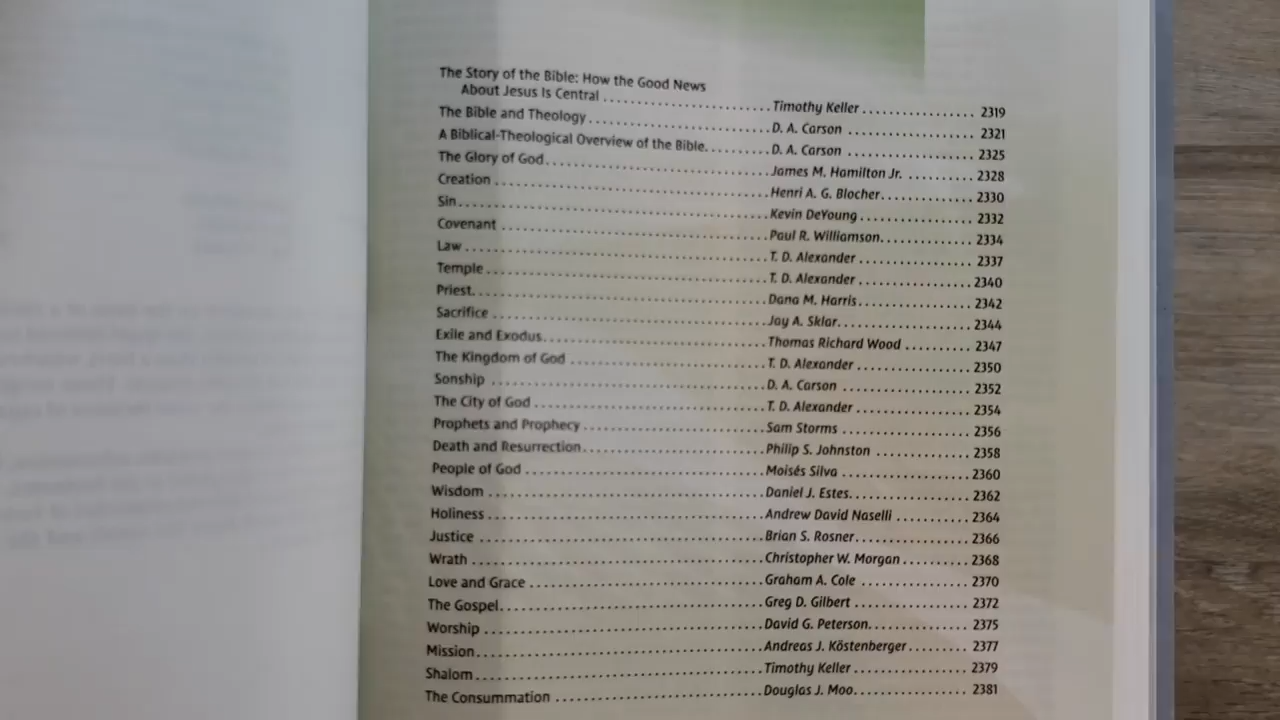 The Story of the Bible: How the Good News
About Jesus Is Central . . . . . . . . . . . . . . . . . . . . . . . . Timothy Keller . . . . . . . . . . . . . . . . 2319
The Bible and Theology . . . . . . . . . . . . . . . . . . . . . . . . . D. A. Carson . . . . . . . . . . . . . . . . . . 2321
A Biblical-Theological Overview of the Bible. . . . . . . . . D. A. Carson . . . . . . . . . . . . . . . . . . 2325
The Glory of God. . . . . . . . . . . . . . . . . . . . . . . . . . . . . . . James M. Hamilton Jr. . . . . . . . . . . 2328
Creation . . . . . . . . . . . . . . . . . . . . . . . . . . . . . . . . . . . . . Henri A. G. Blocher. . . . . . . . . . . . . 2330
Sin. . . . . . . . . . . . . . . . . . . . . . . . . . . . . . . . . . . . . . . . . . Kevin DeYoung . . . . . . . . . . . . . . . . 2332
Covenant . . . . . . . . . . . . . . . . . . . . . . . . . . . . . . . . . . . . Paul R. Williamson. . . . . . . . . . . . . 2334
Law . . . . . . . . . . . . . . . . . . . . . . . . . . . . . . . . . . . . . . . . . T. D. Alexander . . . . . . . . . . . . . . . . 2337
Temple . . . . . . . . . . . . . . . . . . . . . . . . . . . . . . . . . . . . . . T. D. Alexander . . . . . . . . . . . . . . . . 2340
Priest. . . . . . . . . . . . . . . . . . . . . . . . . . . . . . . . . . . . . . . . Dana M. Harris . . . . . . . . . . . . . . . . 2342
Sacrifice . . . . . . . . . . . . . . . . . . . . . . . . . . . . . . . . . . . . . Jay A. Sklar. . . . . . . . . . . . . . . . . . . 2344
Exile and Exodus. . . . . . . . . . . . . . . . . . . . . . . . . . . . . . . Thomas Richard Wood . . . . . . . . . . 2347
The Kingdom of God . . . . . . . . . . . . . . . . . . . . . . . . . . . T. D. Alexander . . . . . . . . . . . . . . . . 2350
Sonship . . . . . . . . . . . . . . . . . . . . . . . . . . . . . . . . . . . . . D. A. Carson . . . . . . . . . . . . . . . . . . 2352
The City of God . . . . . . . . . . . . . . . . . . . . . . . . . . . . . . . T. D. Alexander . . . . . . . . . . . . . . . . 2354
Prophets and Prophecy . . . . . . . . . . . . . . . . . . . . . . . . . Sam Storms . . . . . . . . . . . . . . . . . . 2356
Death and Resurrection. . . . . . . . . . . . . . . . . . . . . . . . . Philip S. Johnston . . . . . . . . . . . . . 2358
People of God . . . . . . . . . . . . . . . . . . . . . . . . . . . . . . . . Moisés Silva . . . . . . . . . . . . . . . . . . 2360
Wisdom . . . . . . . . . . . . . . . . . . . . . . . . . . . . . . . . . . . . . Daniel J. Estes. . . . . . . . . . . . . . . . . 2362
Holiness . . . . . . . . . . . . . . . . . . . . . . . . . . . . . . . . . . . . . Andrew David Naselli . . . . . . . . . . . 2364
Justice . . . . . . . . . . . . . . . . . . . . . . . . . . . . . . . . . . . . . . Brian S. Rosner. . . . . . . . . . . . . . . . 2366
Wrath . . . . . . . . . . . . . . . . . . . . . . . . . . . . . . . . . . . . . . . Christopher W. Morgan . . . . . . . . . . 2368
Love and Grace . . . . . . . . . . . . . . . . . . . . . . . . . . . . . . . Graham A. Cole . . . . . . . . . . . . . . . 2370
The Gospel. . . . . . . . . . . . . . . . . . . . . . . . . . . . . . . . . . . Greg D. Gilbert . . . . . . . . . . . . . . . . 2372
Worship . . . . . . . . . . . . . . . . . . . . . . . . . . . . . . . . . . . . . David G. Peterson. . . . . . . . . . . . . . 2375
Mission. . . . . . . . . . . . . . . . . . . . . . . . . . . . . . . . . . . . . . Andreas J. Köstenberger . . . . . . . . . 2377
Shalom. . . . . . . . . . . . . . . . . . . . . . . . . . . . . . . . . . . . . . Timothy Keller . . . . . . . . . . . . . . . . 2379
The Consummation . . . . . . . . . . . . . . . . . . . . . . . . . . . . Douglas J. Moo. . . . . . . . . . . . . . . . 2381